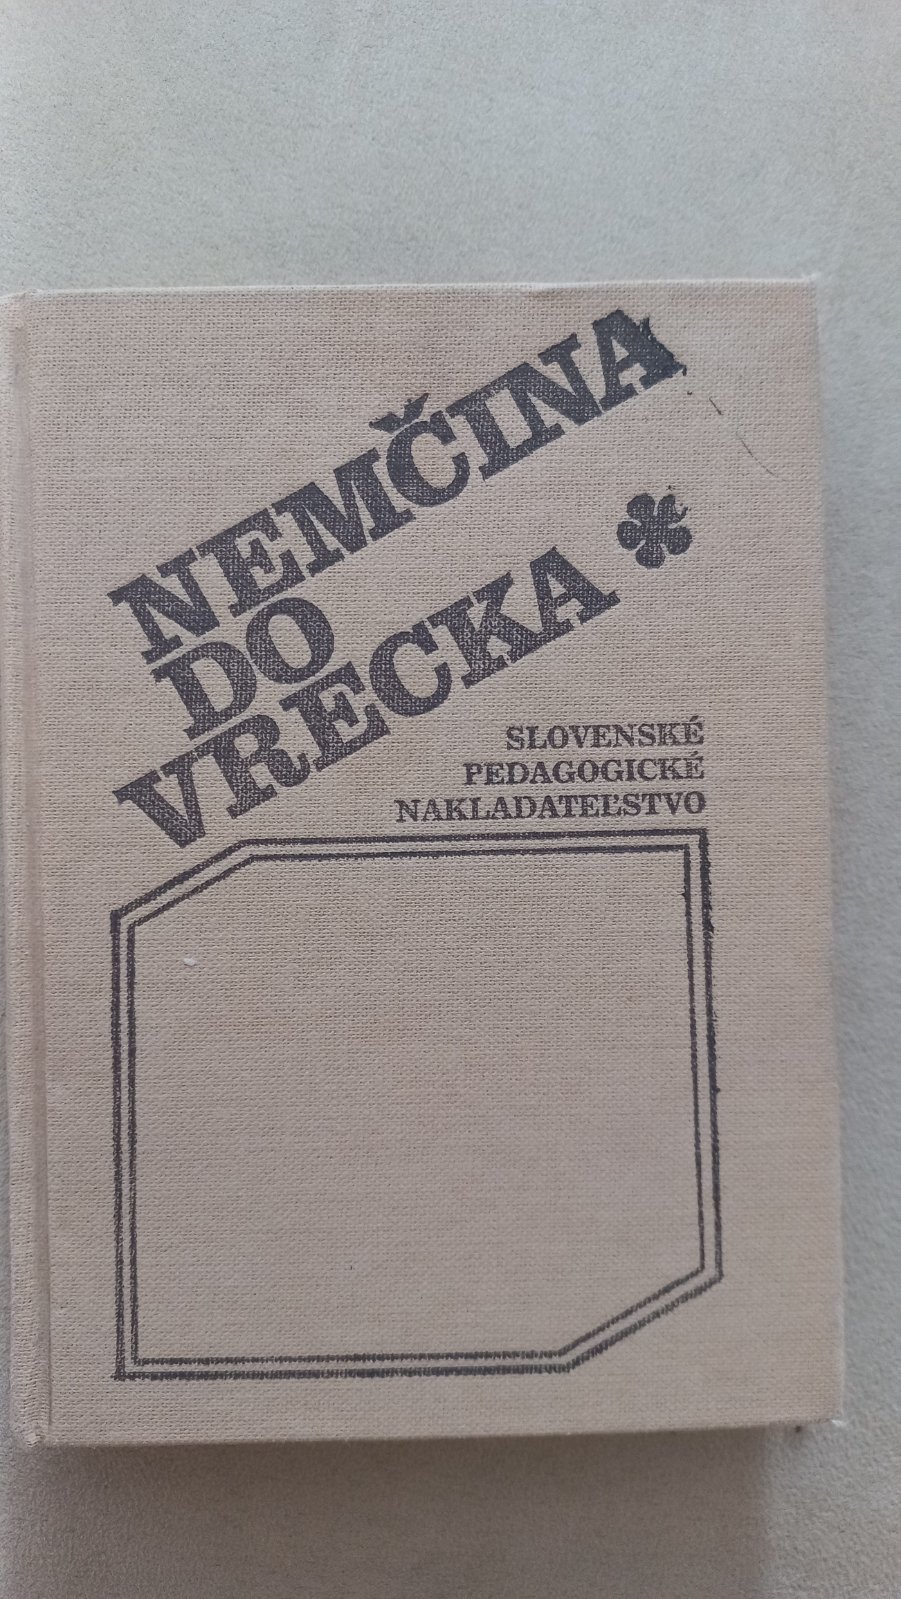 NEMČINA
DO
VRECKA
SLOVENSKÉ
PEDAGOGICKÉ
NAKLADATEĽSTVO